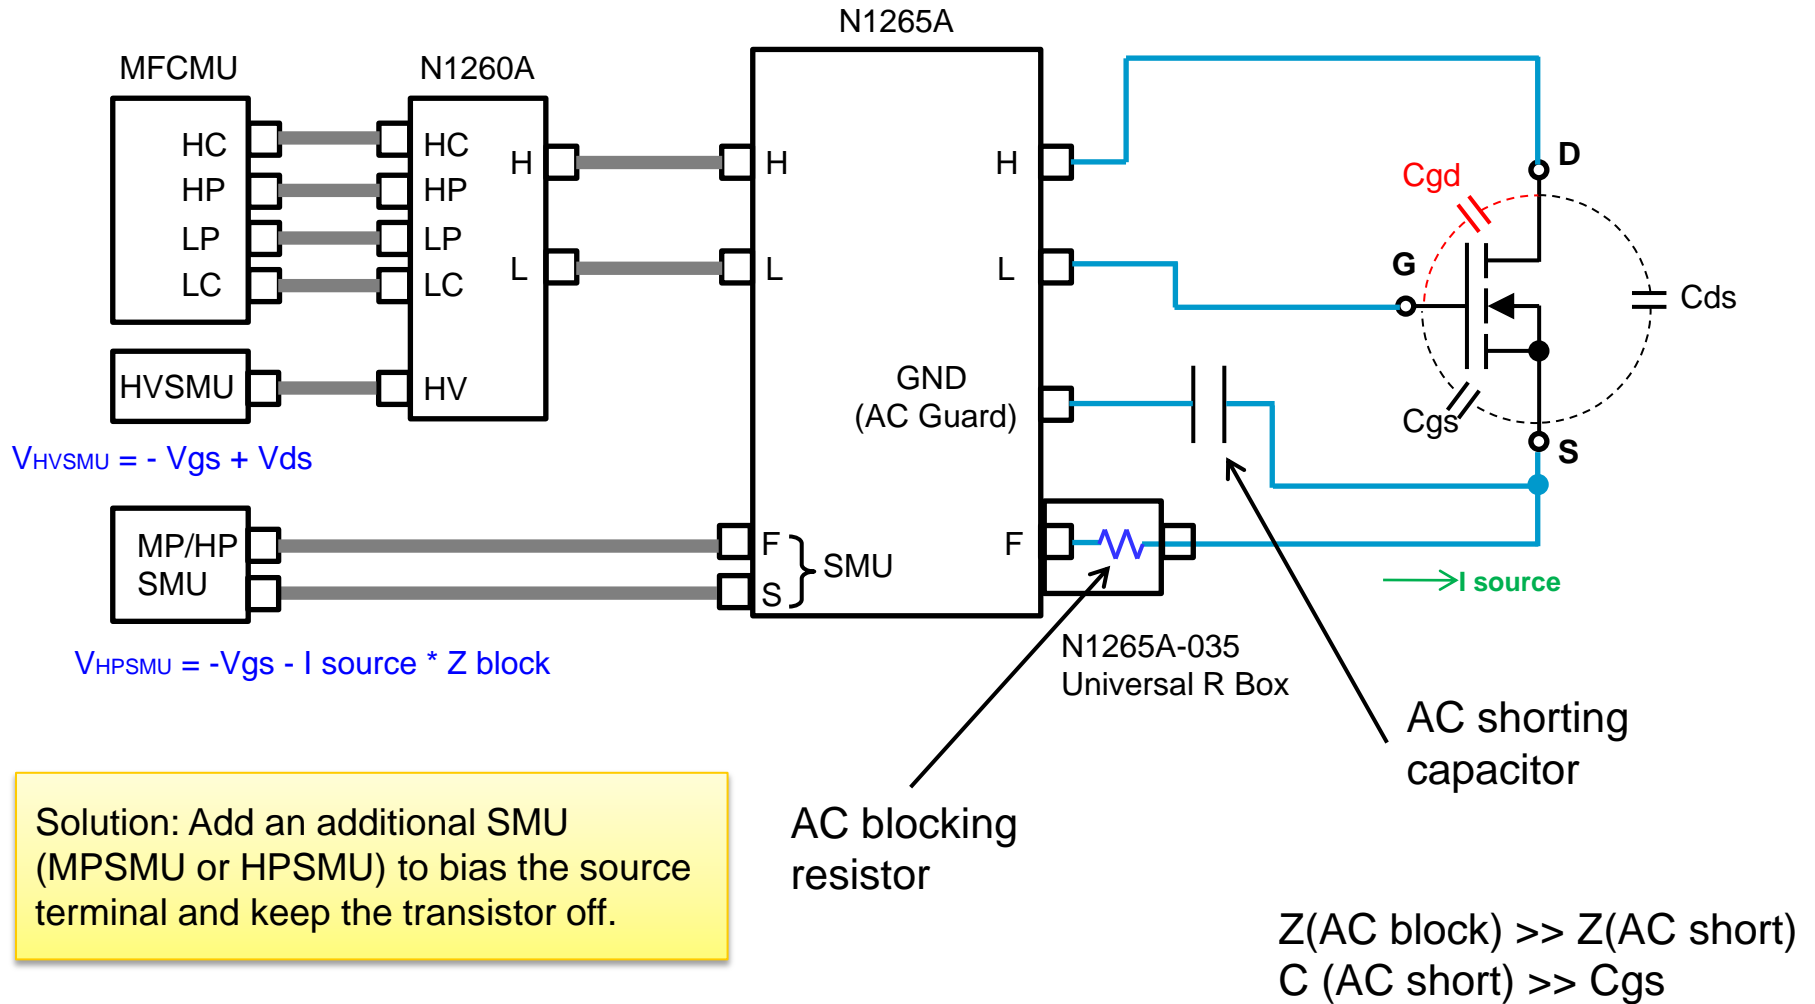 N1265A
MFCMU
N1260A
HC
HP
LP
LC
HC
HP
LP
LC
H
L
HV
HVSMU
VHVSMU = - Vgs + Vds
MP/HP
SMU
VHPSMU = -Vgs - I source * Z block
H
L
H
L
GND
(AC Guard)
F
S
SMU
F
D
Cgd
G
Cds
Cgs
S
I source
N1265A-035
Universal R Box
AC shorting
capacitor
AC blocking
resistor
Solution: Add an additional SMU
(MPSMU or HPSMU) to bias the source
terminal and keep the transistor off.
Z(AC block) >> Z(AC short)
C (AC short) >> Cgs